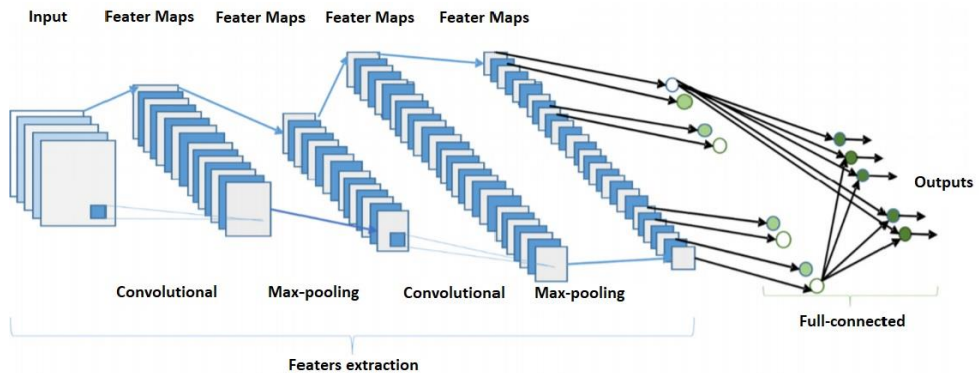 Input
Feater Maps
Feater Maps
Feater Maps
Feater Maps
Outputs
Convolutional
Max-pooling
Convolutional
Max-pooling
Full-connected
Featers extraction